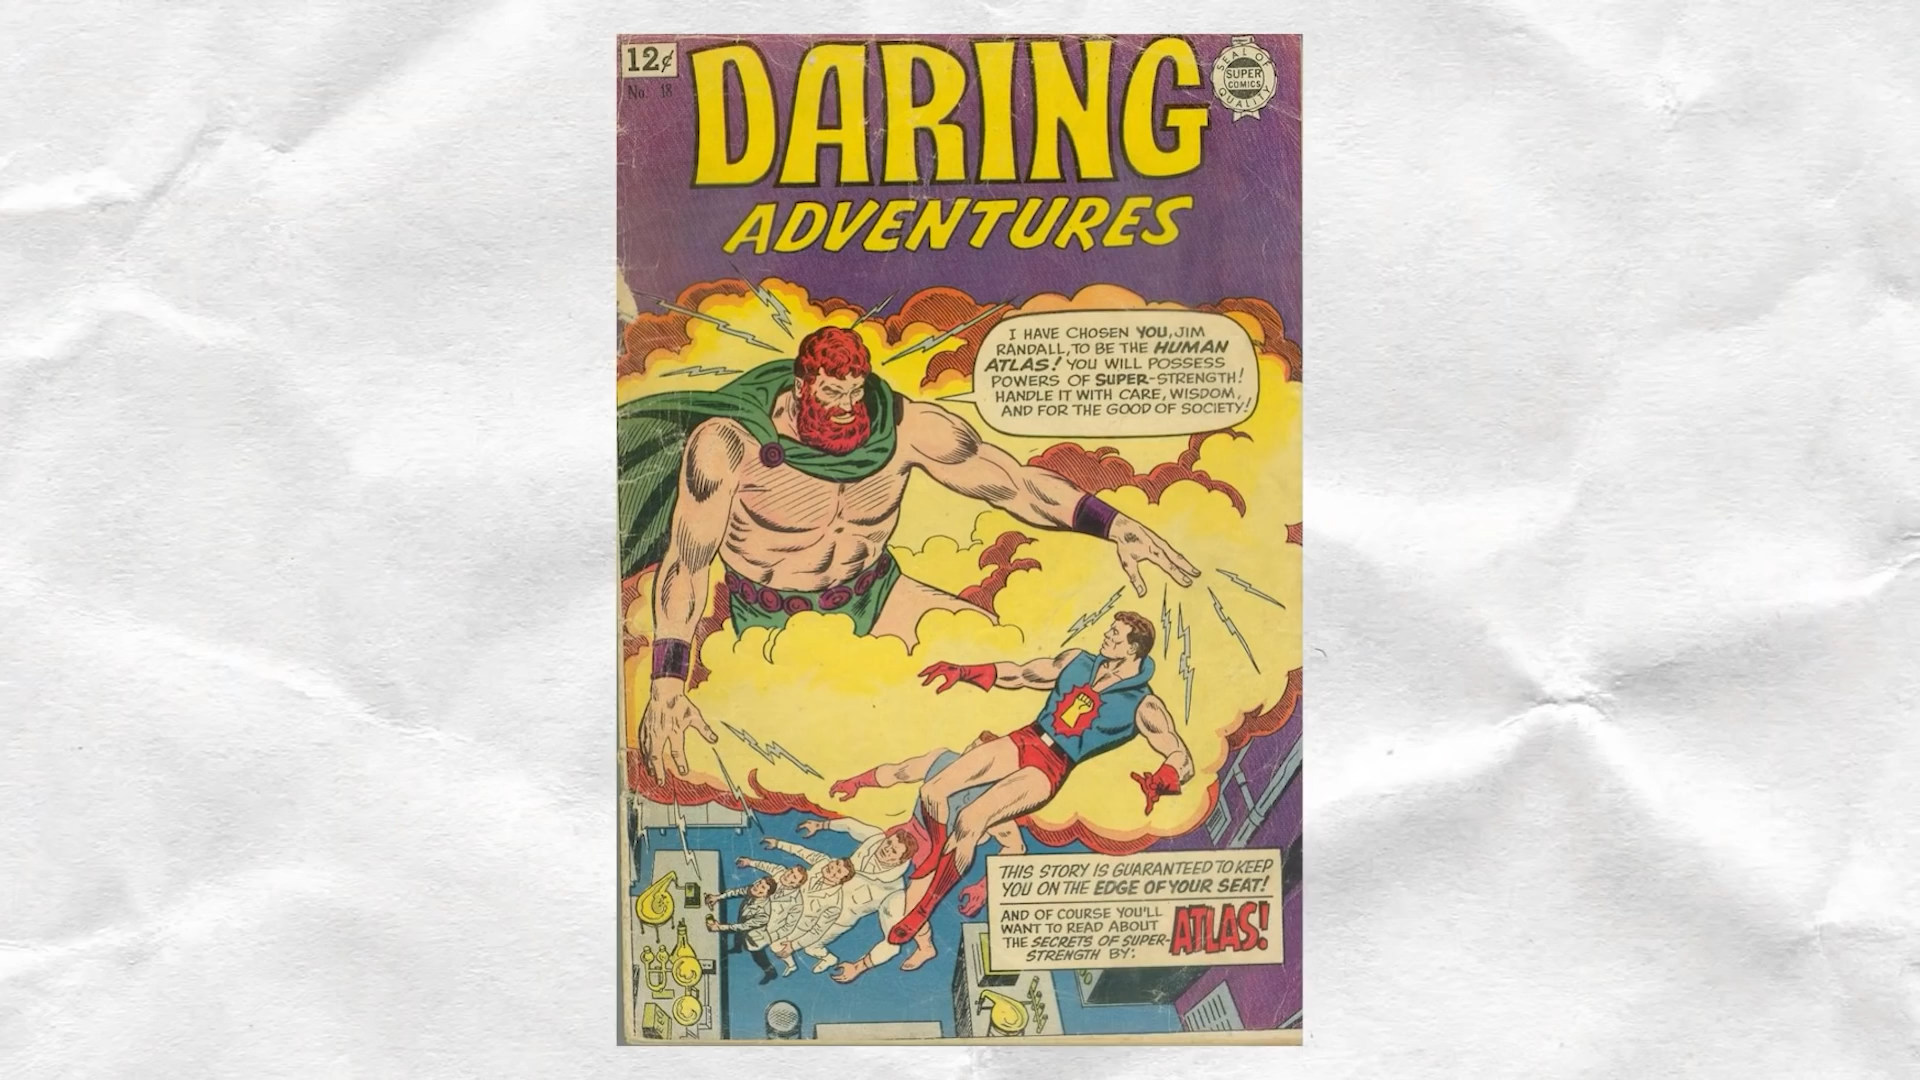 12¢
No. 18
DARING
ADVENTURES
SEAL OF
SUPER
COMICS
QUALITY
I HAVE CHOSEN YOU, JIM
RANDALL, TO BE THE HUMAN
ATLAS! YOU WILL POSSESS
POWERS OF SUPER-STRENGTH!
HANDLE IT WITH CARE, WISDOM,
AND FOR THE GOOD OF SOCIETY!
THIS STORY IS GUARANTEED TO KEEP
YOU ON THE EDGE OF YOUR SEAT!
AND OF COURSE YOU'LL
WANT TO READ ABOUT
THE SECRETS OF SUPER-
STRENGTH BY:
ATLAS!